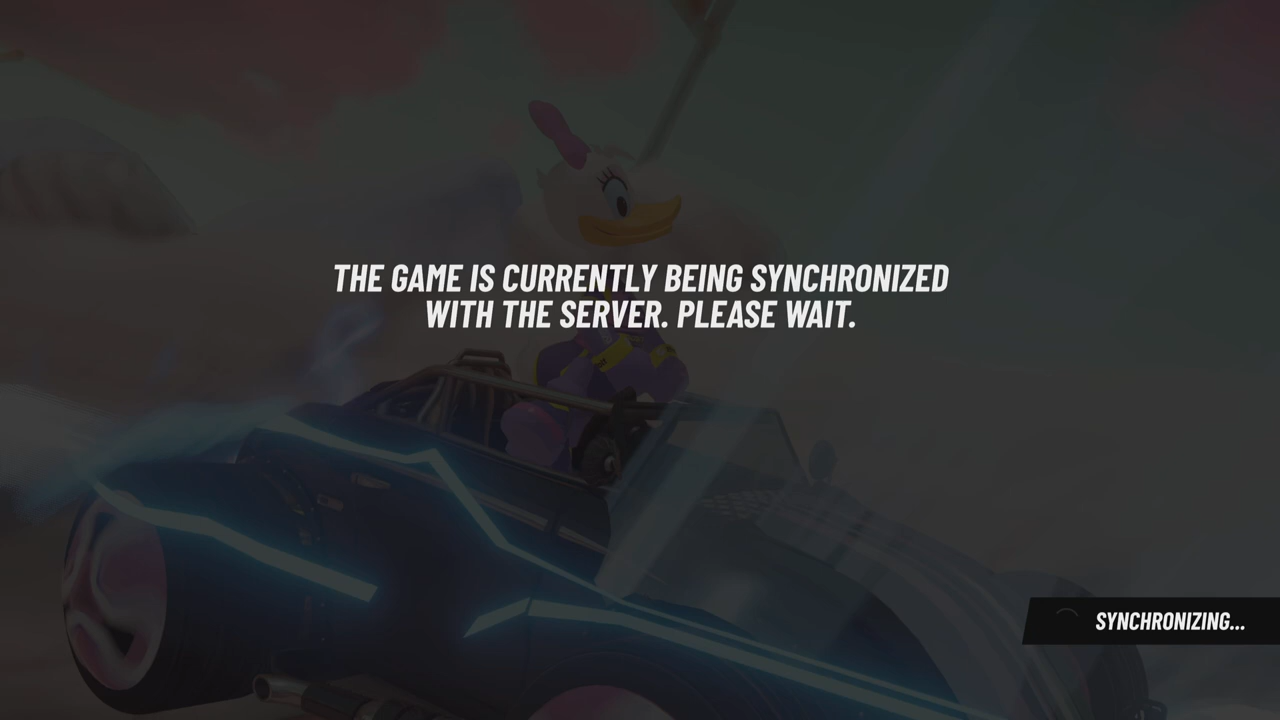 THE GAME IS CURRENTLY BEING SYNCHRONIZED
WITH THE SERVER. PLEASE WAIT.
SYNCHRONIZING...